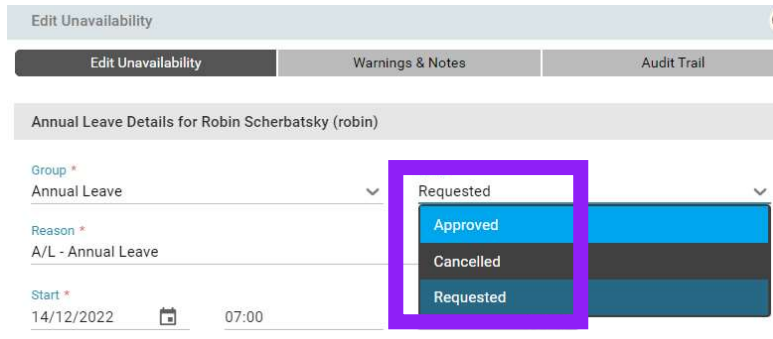 Edit Unavailability
Edit Unavailability Warnings & Notes Audit Trail
Annual Leave Details for Robin Scherbatsky (robin)
Group *
Annual Leave Requested
Approved
Reason *
A/L - Annual Leave
Cancelled
Requested
Start *
14/12/2022 07:00